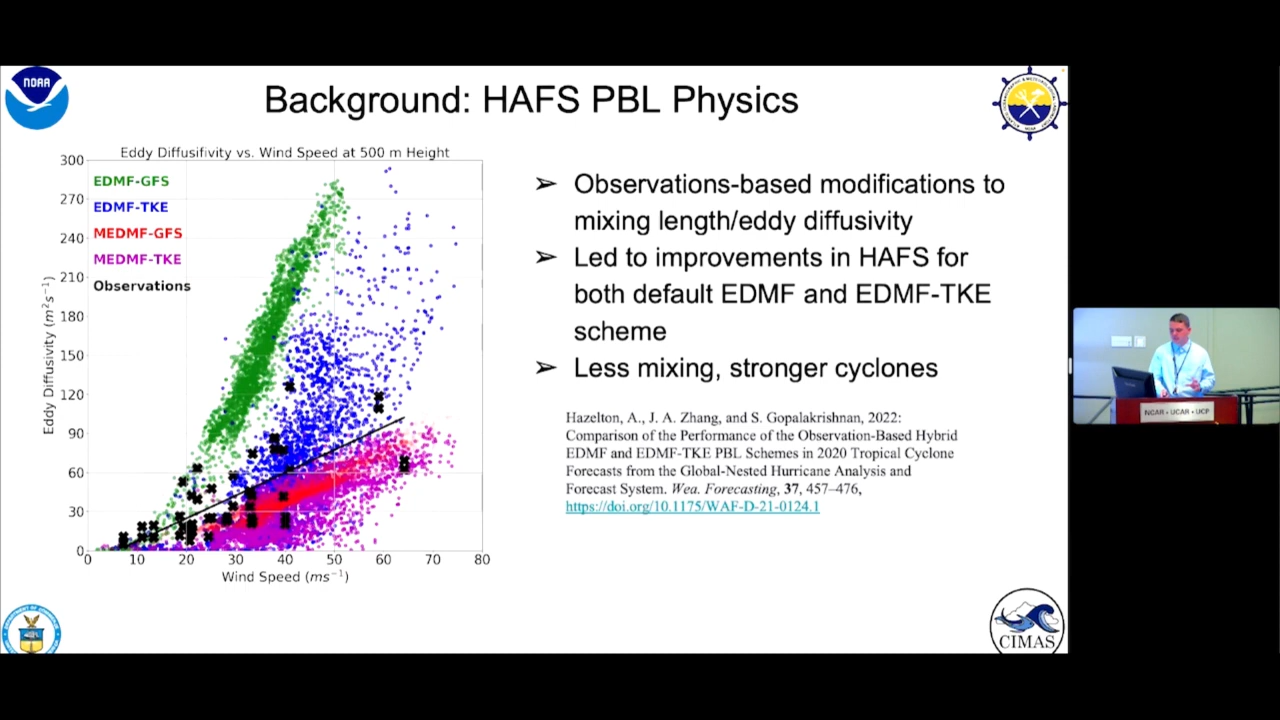 NOAA
Background: HAFS PBL Physics
Eddy Diffusifivity vs. Wind Speed at 500 m Height
300
270
240
210
180
150
120
90
60
30
0
Eddy Diffusivity (m²s⁻¹)
EDMF-GFS
EDMF-TKE
MEDMF-GFS
MEDMF-TKE
Observations
0 10 20 30 40 50 60 70 80
Wind Speed (ms⁻¹)
➢ Observations-based modifications to
mixing length/eddy diffusivity
➢ Led to improvements in HAFS for
both default EDMF and EDMF-TKE
scheme
➢ Less mixing, stronger cyclones
Hazelton, A., J. A. Zhang, and S. Gopalakrishnan, 2022:
Comparison of the Performance of the Observation-Based Hybrid
EDMF and EDMF-TKE PBL Schemes in 2020 Tropical Cyclone
Forecasts from the Global-Nested Hurricane Analysis and
Forecast System. Wea. Forecasting, 37, 457–476,
https://doi.org/10.1175/WAF-D-21-0124.1
NCAR • UCAR • UCP
CIMAS